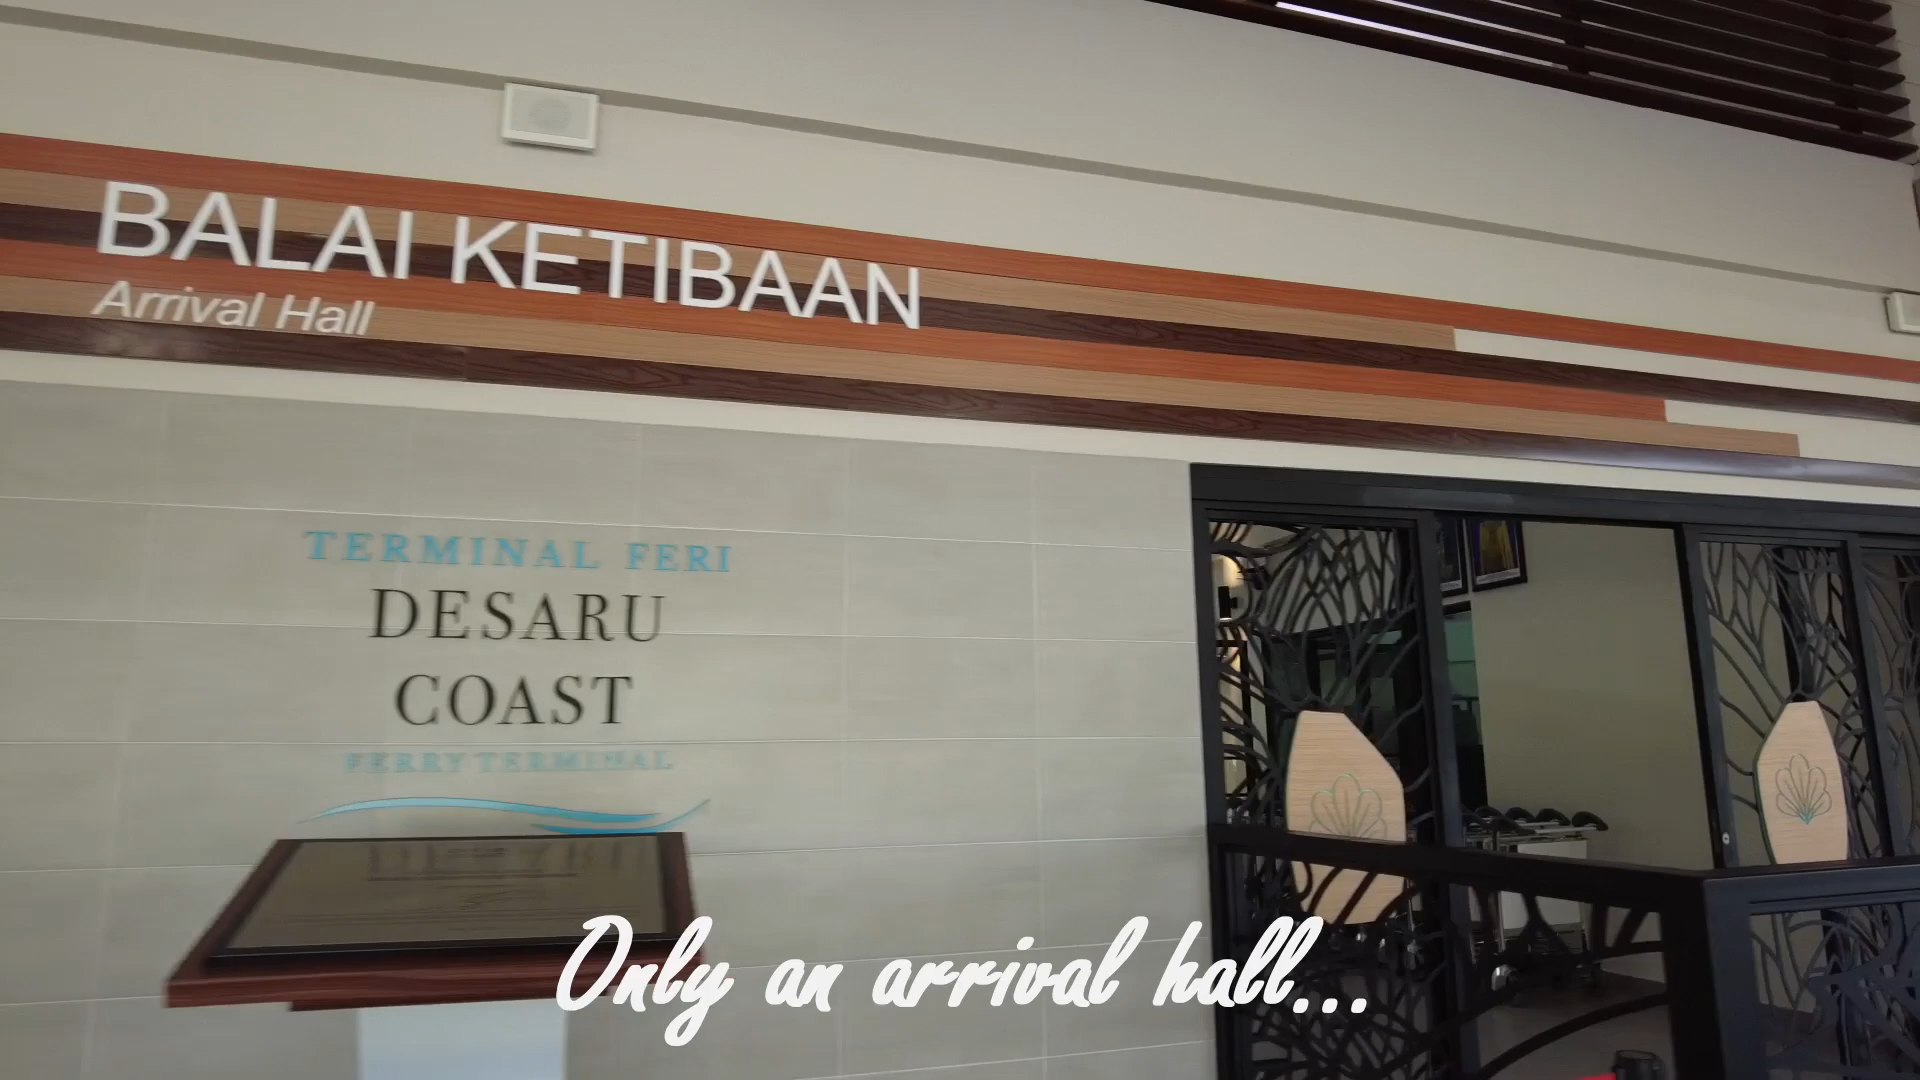 BALAI KETIBAAN
Arrival Hall
TERMINAL FERI
DESARU
COAST
FERRY TERMINAL
Only an arrival hall...